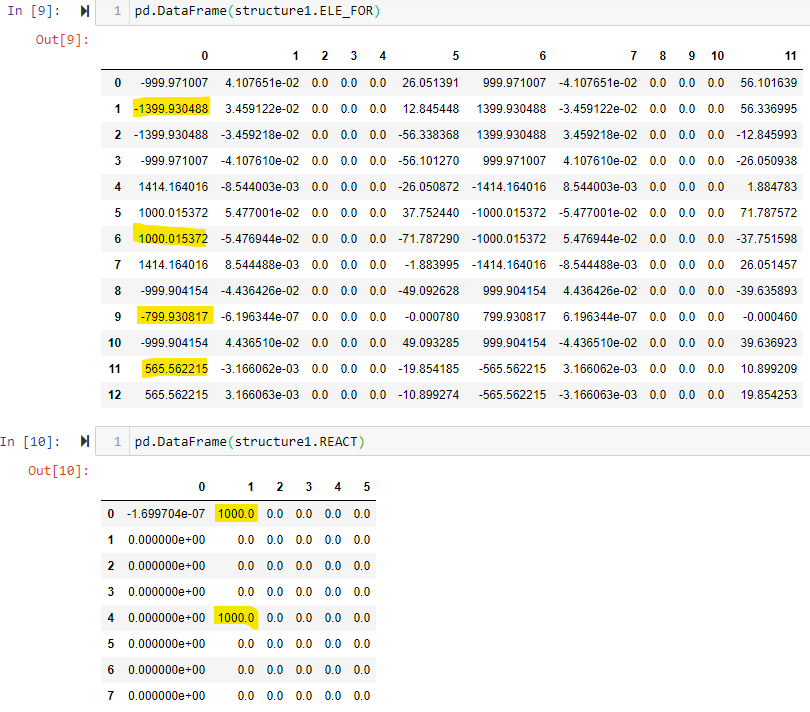 In [9]: 1 pd.DataFrame(structure1.ELE_FOR)
Out[9]:
0 1 2 3 4 5 6 7 8 9 10 11
0 -999.971007 4.107651e-02 0.0 0.0 0.0 26.051391 999.971007 -4.107651e-02 0.0 0.0 0.0 56.101639
1 -1399.930488 3.459122e-02 0.0 0.0 0.0 12.845448 1399.930488 -3.459122e-02 0.0 0.0 0.0 56.336995
2 -1399.930488 -3.459218e-02 0.0 0.0 0.0 -56.338368 1399.930488 3.459218e-02 0.0 0.0 0.0 -12.845993
3 -999.971007 -4.107610e-02 0.0 0.0 0.0 -56.101270 999.971007 4.107610e-02 0.0 0.0 0.0 -26.050938
4 1414.164016 -8.544003e-03 0.0 0.0 0.0 -26.050872 -1414.164016 8.544003e-03 0.0 0.0 0.0 1.884783
5 1000.015372 5.477001e-02 0.0 0.0 0.0 37.752440 -1000.015372 -5.477001e-02 0.0 0.0 0.0 71.787572
6 1000.015372 -5.476944e-02 0.0 0.0 0.0 -71.787290 -1000.015372 5.476944e-02 0.0 0.0 0.0 -37.751598
7 1414.164016 8.544488e-03 0.0 0.0 0.0 -1.883995 -1414.164016 -8.544488e-03 0.0 0.0 0.0 26.051457
8 -999.904154 -4.436426e-02 0.0 0.0 0.0 -49.092628 999.904154 4.436426e-02 0.0 0.0 0.0 -39.635893
9 -799.930817 -6.196344e-07 0.0 0.0 0.0 -0.000780 799.930817 6.196344e-07 0.0 0.0 0.0 -0.000460
10 -999.904154 4.436510e-02 0.0 0.0 0.0 49.093285 999.904154 -4.436510e-02 0.0 0.0 0.0 39.636923
11 565.562215 -3.166062e-03 0.0 0.0 0.0 -19.854185 -565.562215 3.166062e-03 0.0 0.0 0.0 10.899209
12 565.562215 3.166063e-03 0.0 0.0 0.0 -10.899274 -565.562215 -3.166063e-03 0.0 0.0 0.0 19.854253
In [10]: 1 pd.DataFrame(structure1.REACT)
Out[10]:
0 1 2 3 4 5
0 -1.699704e-07 1000.0 0.0 0.0 0.0 0.0
1 0.000000e+00 0.0 0.0 0.0 0.0 0.0
2 0.000000e+00 0.0 0.0 0.0 0.0 0.0
3 0.000000e+00 0.0 0.0 0.0 0.0 0.0
4 0.000000e+00 1000.0 0.0 0.0 0.0 0.0
5 0.000000e+00 0.0 0.0 0.0 0.0 0.0
6 0.000000e+00 0.0 0.0 0.0 0.0 0.0
7 0.000000e+00 0.0 0.0 0.0 0.0 0.0